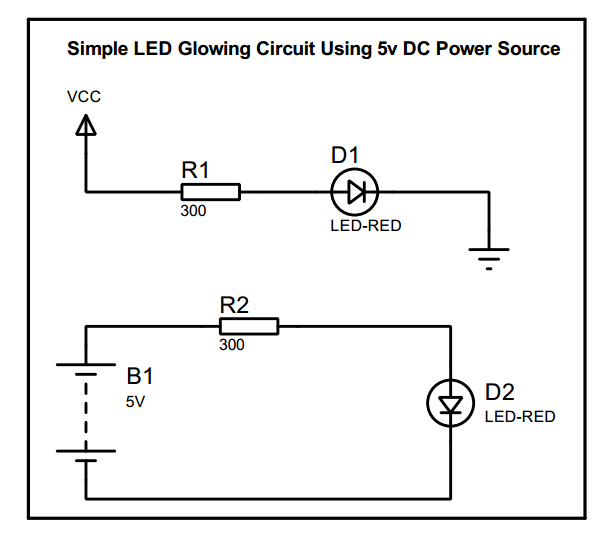 Simple LED Glowing Circuit Using 5v DC Power Source
VCC
R1
300
D1
LED-RED
R2
300
B1
5V
D2
LED-RED